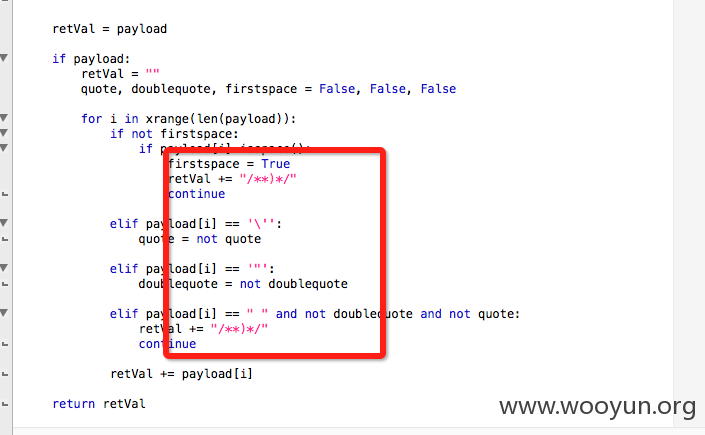 retVal = payload
if payload:
retVal = ""
quote, doublequote, firstspace = False, False, False
for i in xrange(len(payload)):
if not firstspace:
if payload[i].isspace():
firstspace = True
retVal += "/**)*/"
continue
elif payload[i] == '\'':
quote = not quote
elif payload[i] == '"':
doublequote = not doublequote
elif payload[i] == " " and not doublequote and not quote:
retVal += "/**)*/"
continue
retVal += payload[i]
return retVal
www.wooyun.org